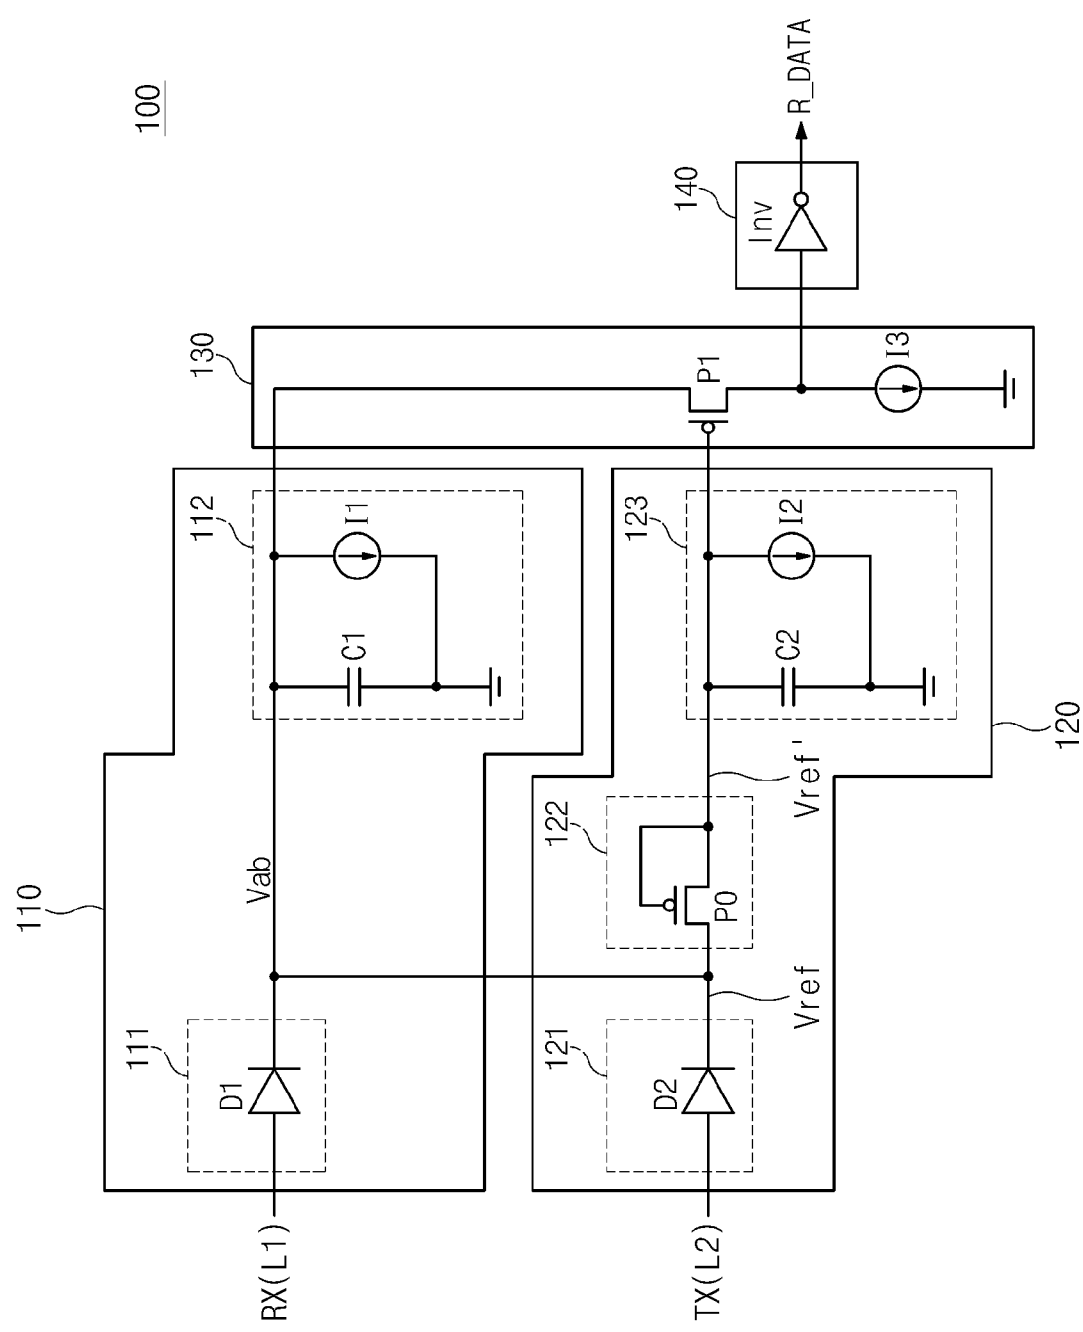 100
110
111
D1
RX(L1)
Vab
112
C1
I1
130
P1
I3
140
Inv
R_DATA
120
121
D2
TX(L2)
Vref
122
P0
Vref'
123
C2
I2